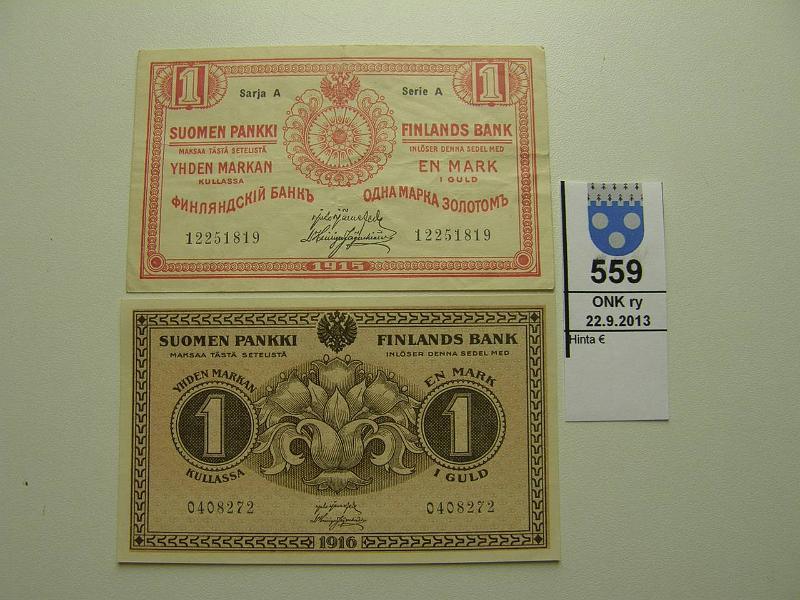 1 1
Sarja A Serie A
SUOMEN PANKKI FINLANDS BANK
MAKSAA TÄSTÄ SETELISTÄ INLÖSER DENNA SEDEL MED
YHDEN MARKAN EN MARK
KULLASSA I GULD
ФИНЛЯНДСКІЙ БАНКЪ ОДНА МАРКА ЗОЛОТОМЪ
12251819 12251819
1915
SUOMEN PANKKI FINLANDS BANK
MAKSAA TÄSTÄ SETELISTÄ INLÖSER DENNA SEDEL MED
YHDEN MARKAN EN MARK
1 1
KULLASSA I GULD
0408272 0408272
1916
559
ONK ry
22.9.2013
Hinta €